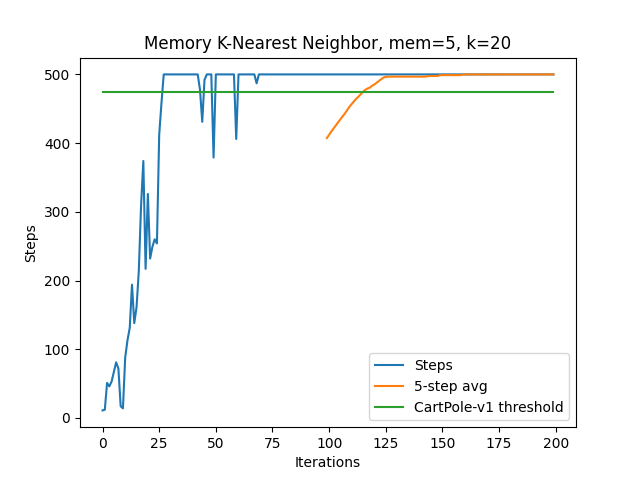 Memory K-Nearest Neighbor, mem=5, k=20
Steps
500
400
300
200
100
0
0 25 50 75 100 125 150 175 200
Iterations
Steps
5-step avg
CartPole-v1 threshold